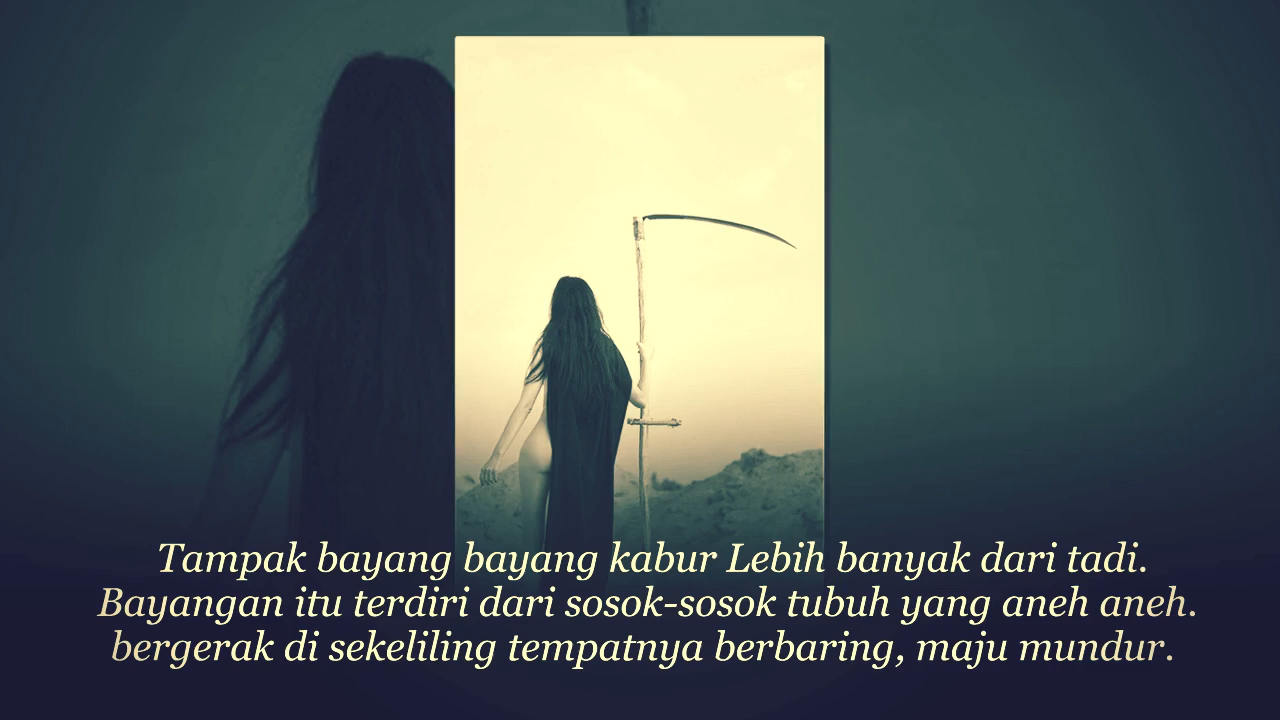 Tampak bayang bayang kabur Lebih banyak dari tadi.
Bayangan itu terdiri dari sosok-sosok tubuh yang aneh aneh.
bergerak di sekeliling tempatnya berbaring, maju mundur.